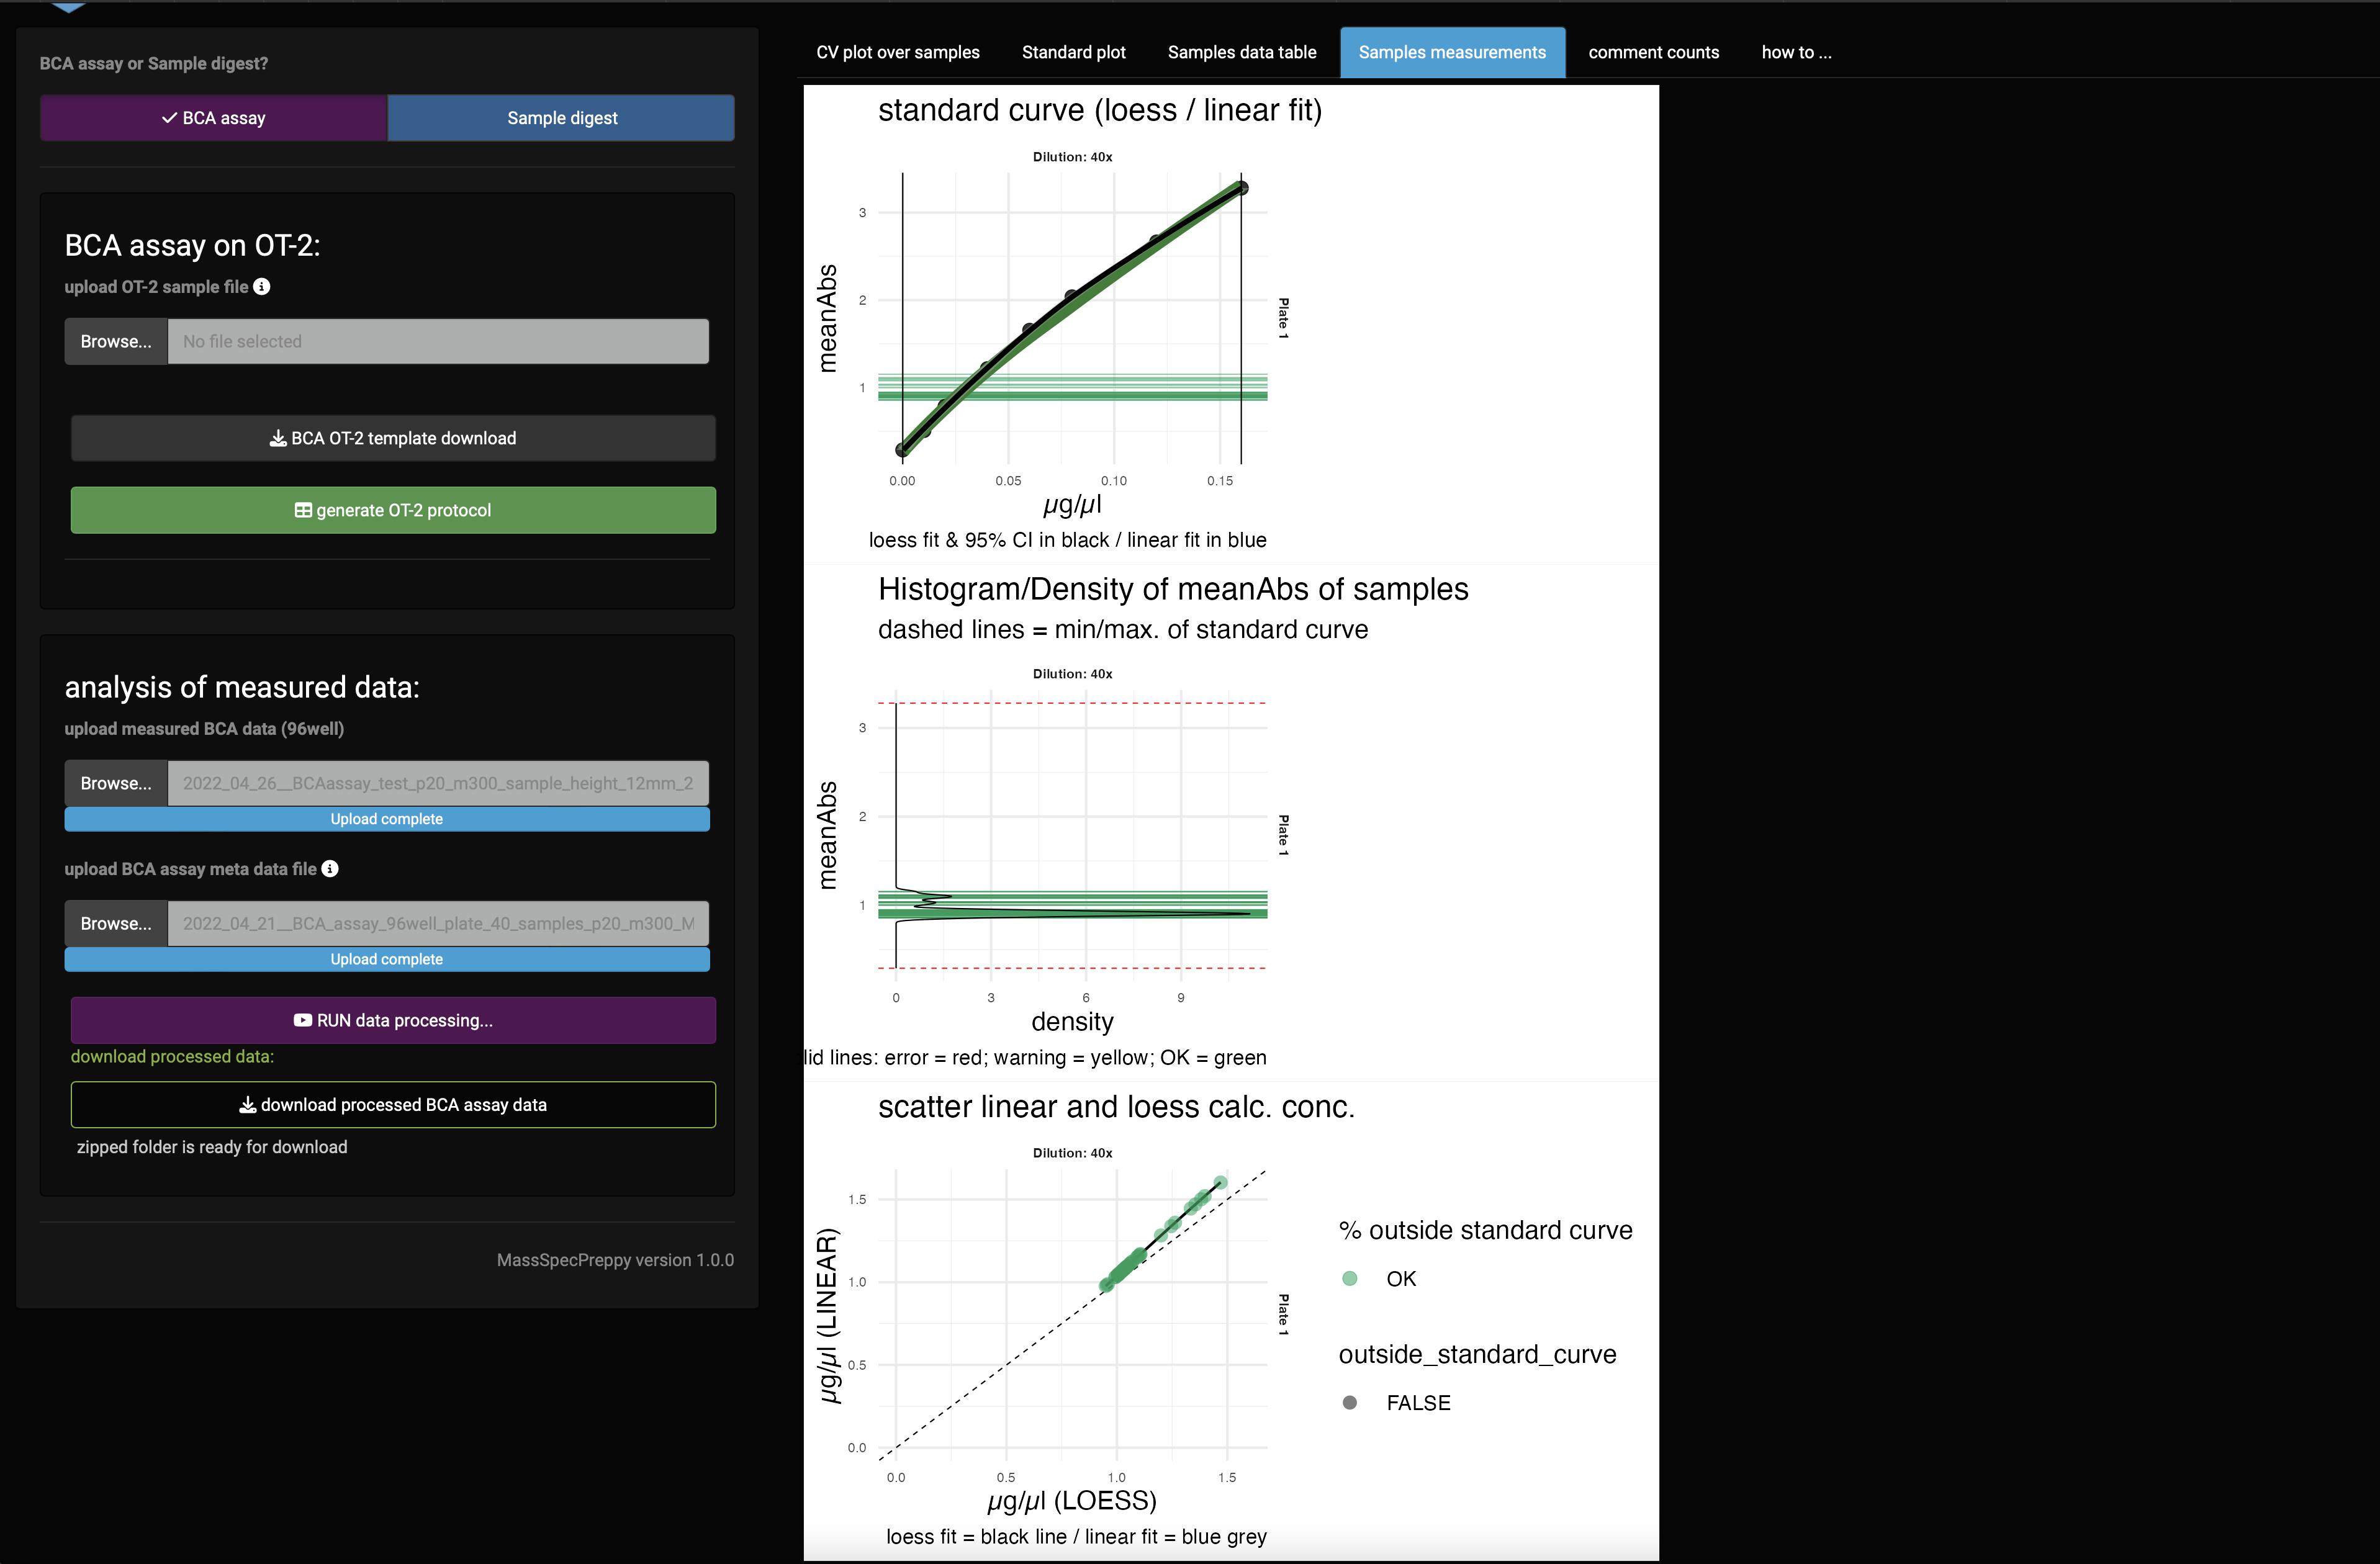 BCA assay or Sample digest?
BCA assay
Sample digest
BCA assay on OT-2:
upload OT-2 sample file
Browse...
No file selected
BCA OT-2 template download
generate OT-2 protocol
analysis of measured data:
upload measured BCA data (96well)
Browse...
2022_04_26__BCAassay_test_p20_m300_sample_height_12mm_2
Upload complete
upload BCA assay meta data file
Browse...
2022_04_21__BCA_assay_96well_plate_40_samples_p20_m300_M
Upload complete
RUN data processing...
download processed data:
download processed BCA assay data
zipped folder is ready for download
MassSpecPreppy version 1.0.0
CV plot over samples
Standard plot
Samples data table
Samples measurements
comment counts
how to ...
standard curve (loess / linear fit)
Dilution: 40x
3
2
1
meanAbs
Plate 1
0.00 0.05 0.10 0.15
µg/µl
loess fit & 95% CI in black / linear fit in blue
Histogram/Density of meanAbs of samples
dashed lines = min/max. of standard curve
Dilution: 40x
3
2
1
meanAbs
Plate 1
0 3 6 9
density
lid lines: error = red; warning = yellow; OK = green
scatter linear and loess calc. conc.
Dilution: 40x
1.5
1.0
0.5
0.0
µg/µl (LINEAR)
Plate 1
0.0 0.5 1.0 1.5
µg/µl (LOESS)
loess fit = black line / linear fit = blue grey
% outside standard curve
OK
outside_standard_curve
FALSE